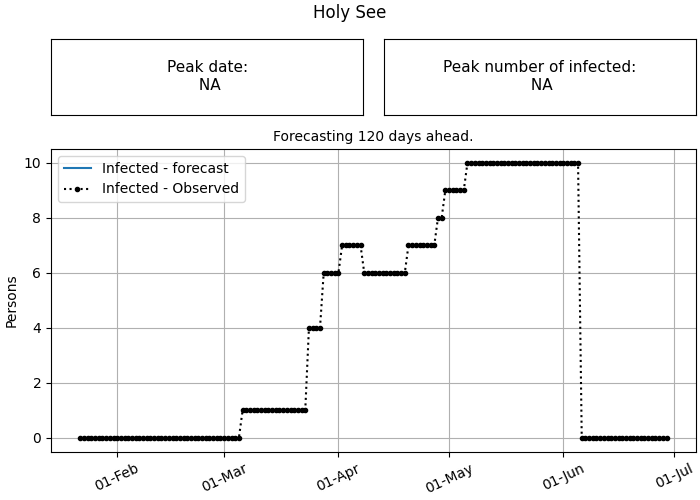 Holy See
Peak date:
NA
Peak number of infected:
NA
Forecasting 120 days ahead.
Infected - forecast
Infected - Observed
10
8
6
4
2
0
Persons
01-Feb
01-Mar
01-Apr
01-May
01-Jun
01-Jul